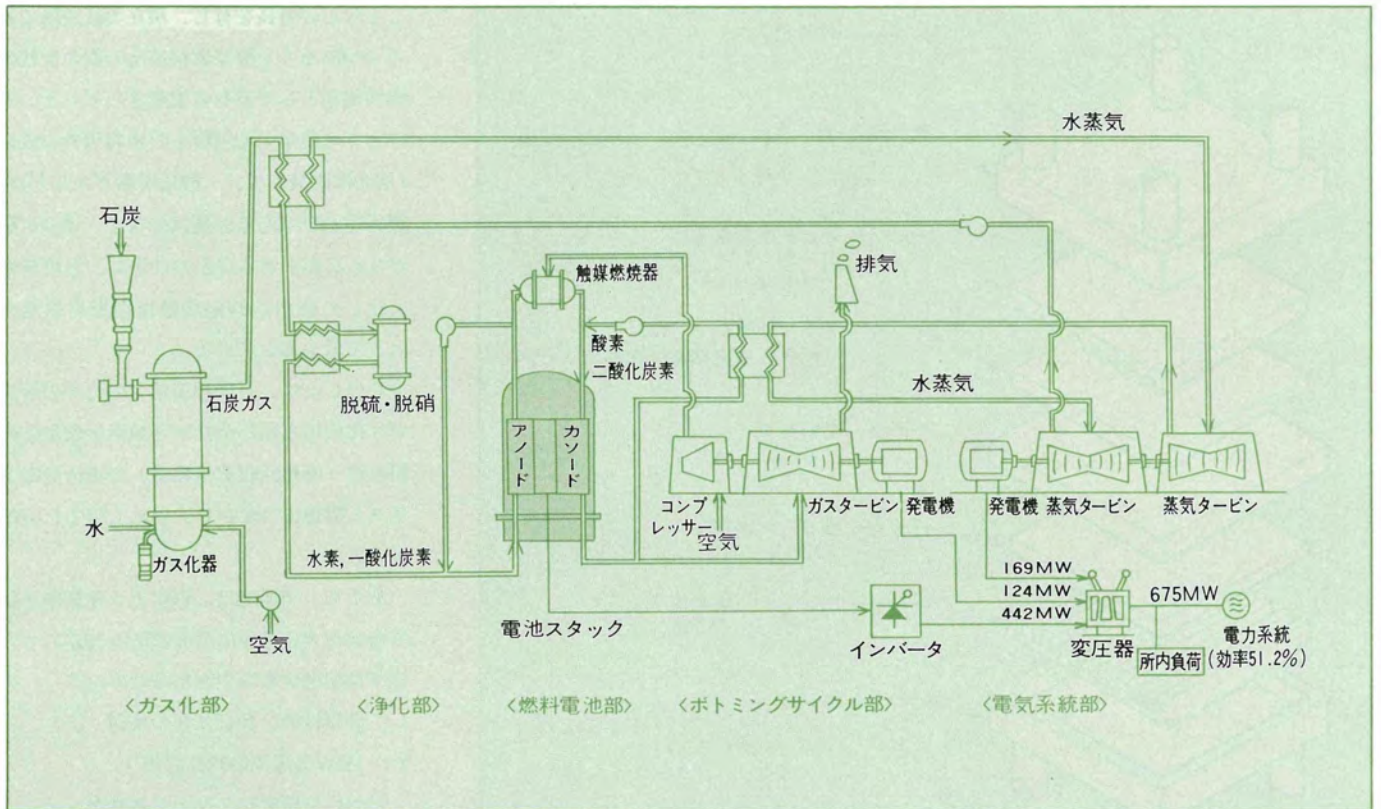 水蒸気
石炭
排気
触媒燃焼器
酸素
二酸化炭素
水蒸気
石炭ガス
脱硫・脱硝
アノード
カソード
コンプ
レッサー
空気
ガスタービン
発電機
発電機
蒸気タービン
蒸気タービン
水
ガス化器
水素,一酸化炭素
空気
電池スタック
インバータ
169MW
124MW
442MW
変圧器
675MW
所内負荷
電力系統
(効率51.2%)
〈ガス化部〉
〈浄化部〉
〈燃料電池部〉
〈ボトミングサイクル部〉
〈電気系統部〉